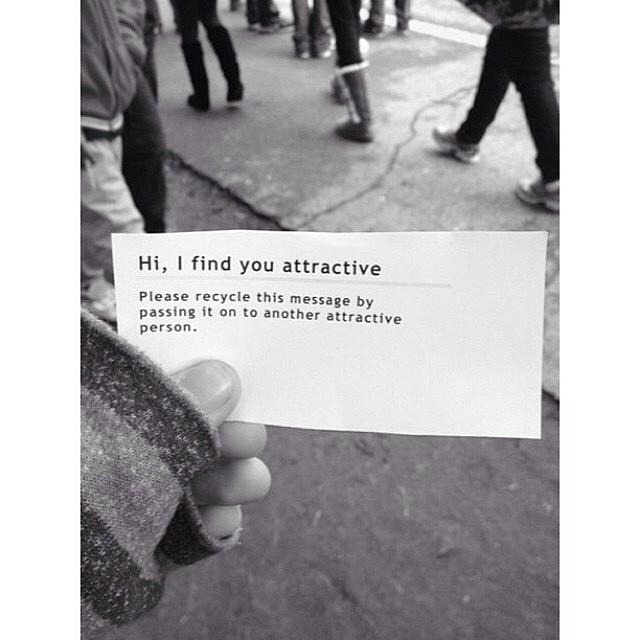 Hi, I find you attractive
Please recycle this message by
passing it on to another attractive
person.